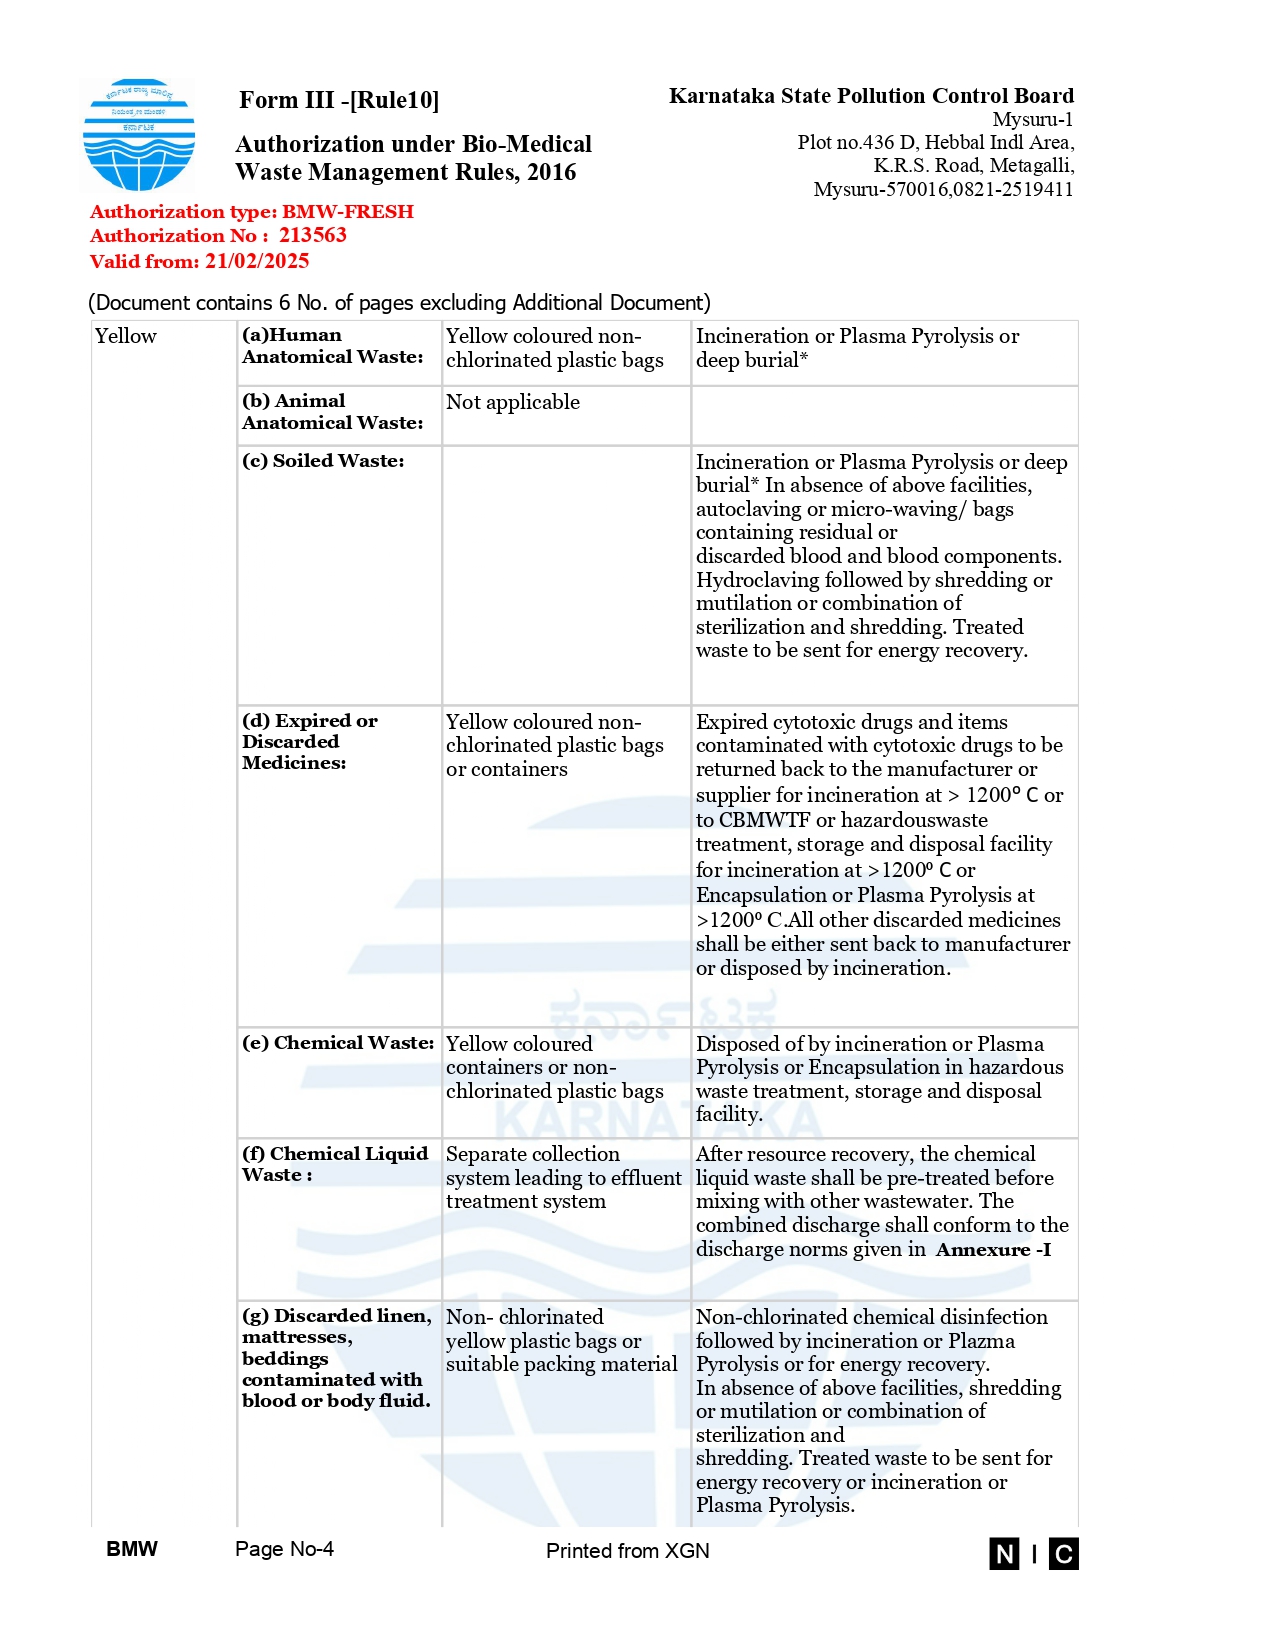 ಕರ್ನಾಟಕ ರಾಜ್ಯ ಮಾಲಿನ್ಯ
ನಿಯಂತ್ರಣ ಮಂಡಳಿ
ಕರ್ನಾಟಕ
Form III -[Rule10]
Authorization under Bio-Medical
Waste Management Rules, 2016
Karnataka State Pollution Control Board
Mysuru-1
Plot no.436 D, Hebbal Indl Area,
K.R.S. Road, Metagalli,
Mysuru-570016,0821-2519411
Authorization type: BMW-FRESH
Authorization No : 213563
Valid from: 21/02/2025
(Document contains 6 No. of pages excluding Additional Document)
Yellow
(a)Human
Anatomical Waste:
Yellow coloured non-
chlorinated plastic bags
Incineration or Plasma Pyrolysis or
deep burial*
(b) Animal
Anatomical Waste:
Not applicable
(c) Soiled Waste:
Incineration or Plasma Pyrolysis or deep
burial* In absence of above facilities,
autoclaving or micro-waving/ bags
containing residual or
discarded blood and blood components.
Hydroclaving followed by shredding or
mutilation or combination of
sterilization and shredding. Treated
waste to be sent for energy recovery.
(d) Expired or
Discarded
Medicines:
Yellow coloured non-
chlorinated plastic bags
or containers
Expired cytotoxic drugs and items
contaminated with cytotoxic drugs to be
returned back to the manufacturer or
supplier for incineration at > 1200º C or
to CBMWTF or hazardouswaste
treatment, storage and disposal facility
for incineration at >1200º C or
Encapsulation or Plasma Pyrolysis at
>1200º C.All other discarded medicines
shall be either sent back to manufacturer
or disposed by incineration.
ಕರ್ನಾಟಕ
(e) Chemical Waste:
Yellow coloured
containers or non-
chlorinated plastic bags
Disposed of by incineration or Plasma
Pyrolysis or Encapsulation in hazardous
waste treatment, storage and disposal
facility.
KARNATAKA
(f) Chemical Liquid
Waste :
Separate collection
system leading to effluent
treatment system
After resource recovery, the chemical
liquid waste shall be pre-treated before
mixing with other wastewater. The
combined discharge shall conform to the
discharge norms given in Annexure -I
(g) Discarded linen,
mattresses,
beddings
contaminated with
blood or body fluid.
Non- chlorinated
yellow plastic bags or
suitable packing material
Non-chlorinated chemical disinfection
followed by incineration or Plazma
Pyrolysis or for energy recovery.
In absence of above facilities, shredding
or mutilation or combination of
sterilization and
shredding. Treated waste to be sent for
energy recovery or incineration or
Plasma Pyrolysis.
BMW
Page No-4
Printed from XGN
N I C